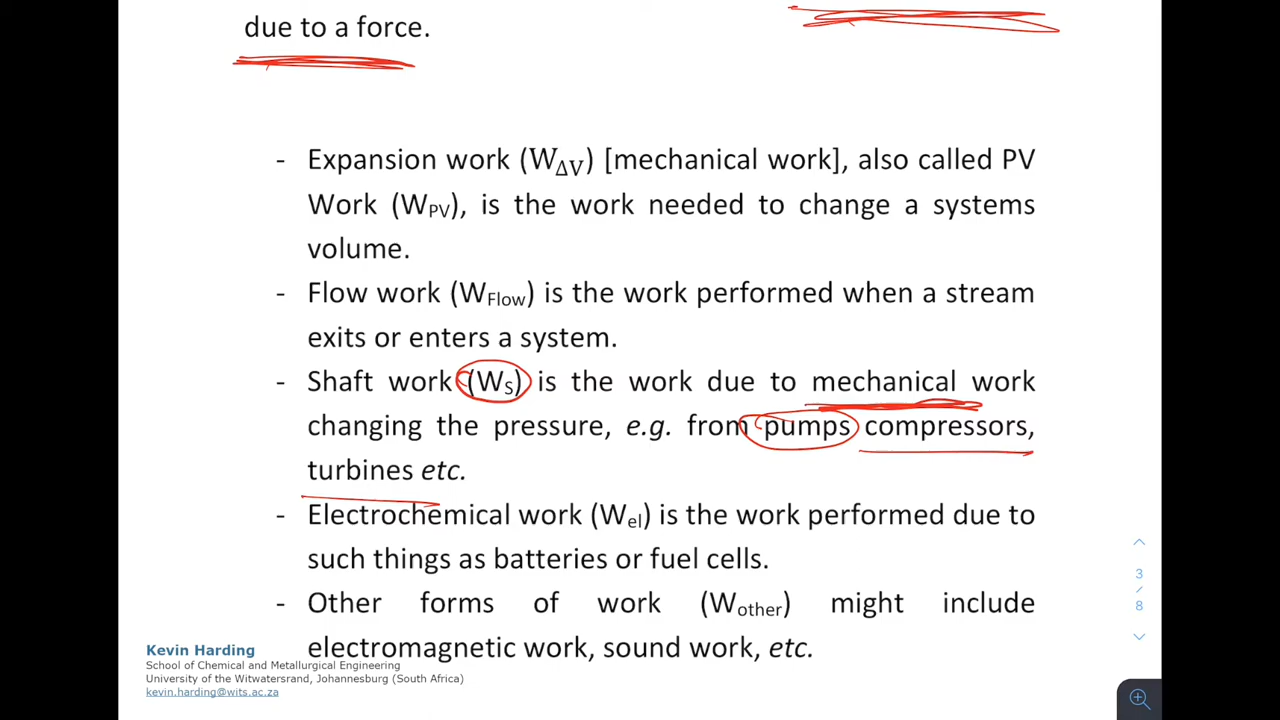 due to a force.
- Expansion work (WΔV) [mechanical work], also called PV
Work (WPV), is the work needed to change a systems
volume.
- Flow work (WFlow) is the work performed when a stream
exits or enters a system.
- Shaft work (WS) is the work due to mechanical work
changing the pressure, e.g. from pumps compressors,
turbines etc.
- Electrochemical work (Wel) is the work performed due to
such things as batteries or fuel cells.
- Other forms of work (Wother) might include
electromagnetic work, sound work, etc.
Kevin Harding
School of Chemical and Metallurgical Engineering
University of the Witwatersrand, Johannesburg (South Africa)
kevin.harding@wits.ac.za
3
/
8